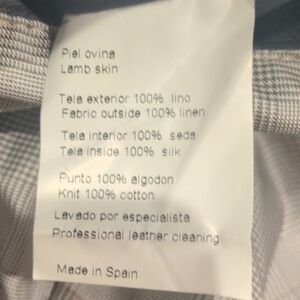 Piel ovina
Lamb skin
Tela exterior 100% lino
Fabric outside 100% linen
Tela interior 100% seda
Tela inside 100% silk
Punto 100% algodon
Knit 100% cotton
Lavado por especialista
Professional leather cleaning
Made in Spain